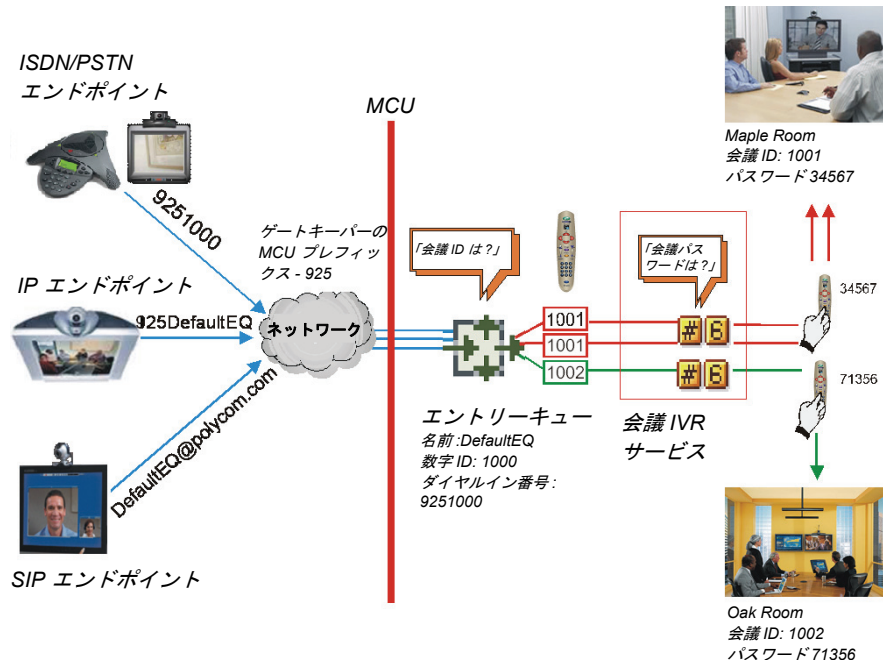 ISDN/PSTN
エンドポイント
9251000
IP エンドポイント
925DefaultEQ
DefaultEQ@polycom.com
SIP エンドポイント
ゲートキーパーの
MCU プレフィッ
クス - 925
ネットワーク
MCU
「会議 ID は ?」
エントリーキュー
名前 :DefaultEQ
数字 ID: 1000
ダイヤルイン番号 :
9251000
1001
1001
1002
「会議パス
ワードは ?」
# 6
# 6
会議 IVR
サービス
Maple Room
会議 ID: 1001
パスワード 34567
34567
71356
Oak Room
会議 ID: 1002
パスワード 71356